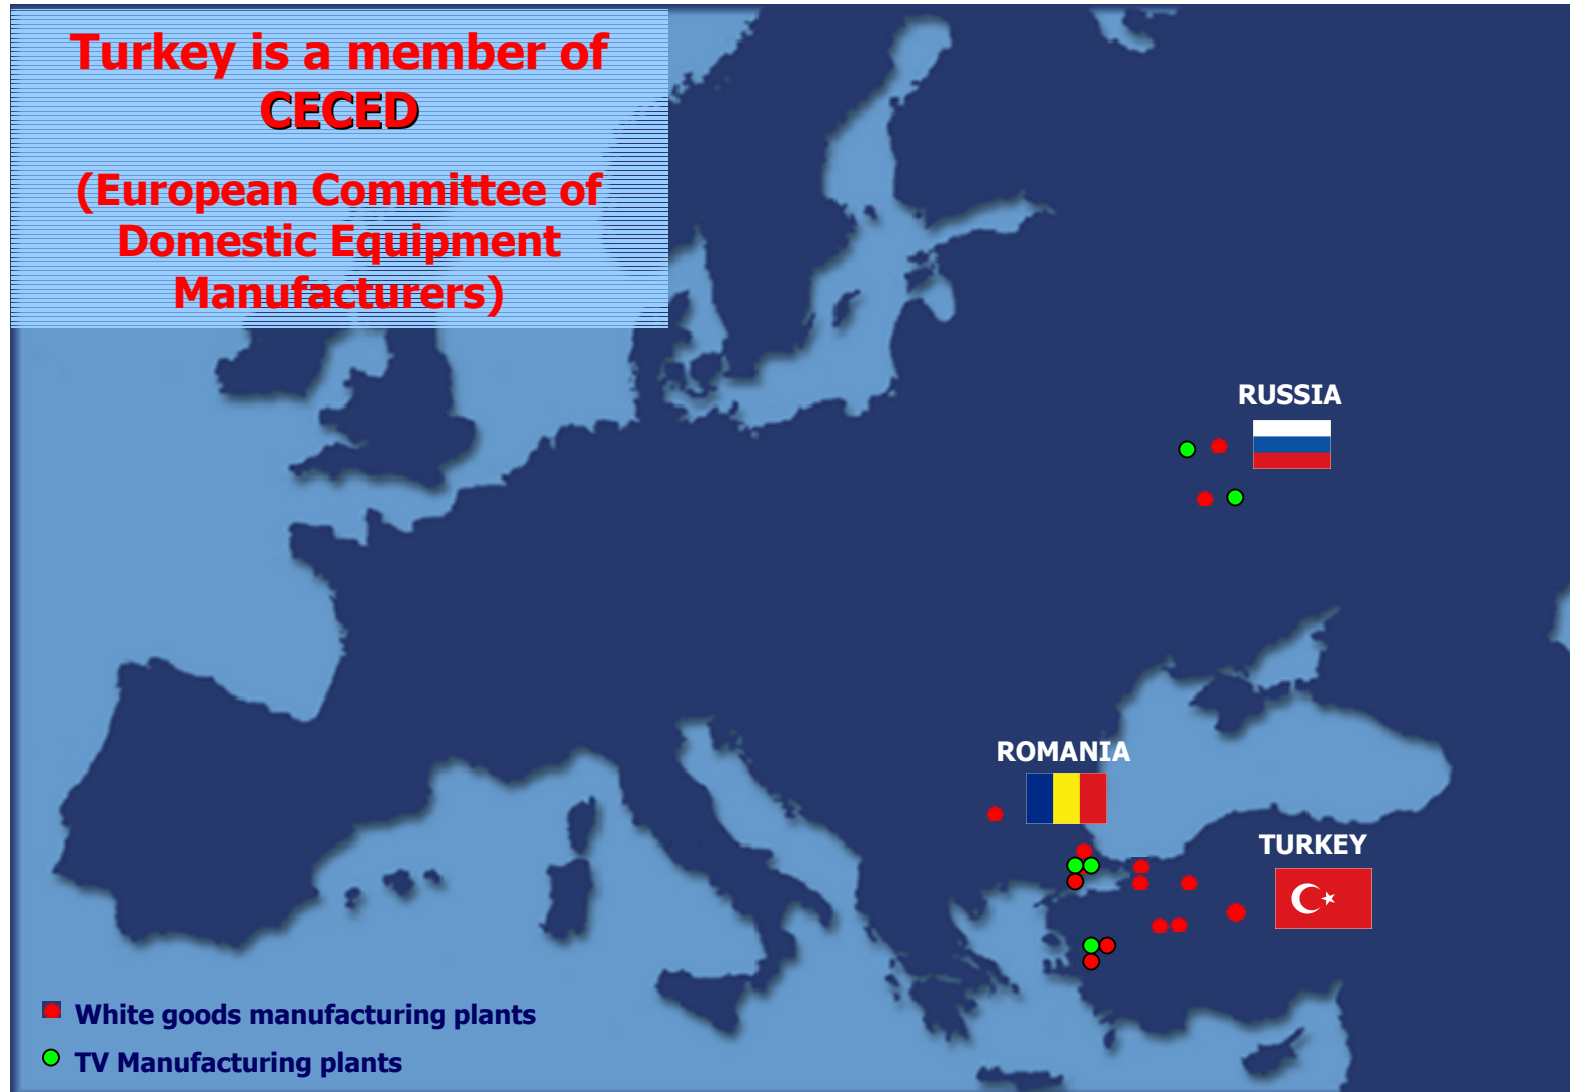 Turkey is a member of
CECED
(European Committee of
Domestic Equipment
Manufacturers)
RUSSIA
ROMANIA
TURKEY
White goods manufacturing plants
TV Manufacturing plants